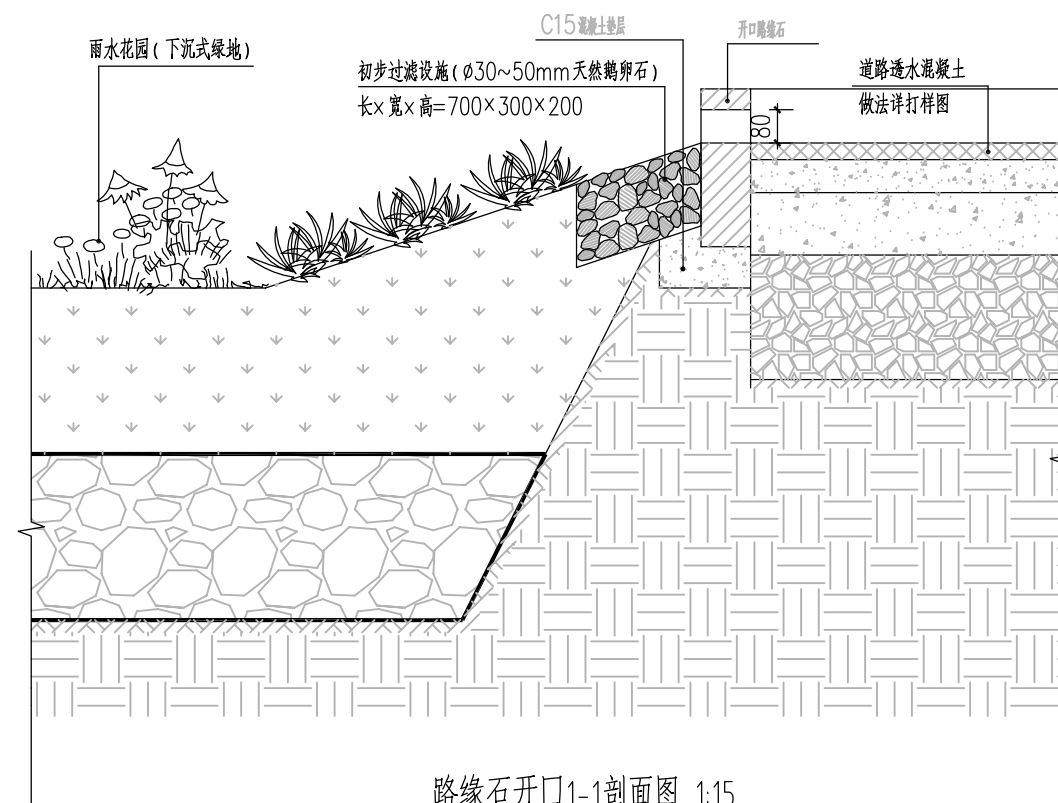 C15混凝土垫层
开口路缘石
雨水花园(下沉式绿地)
初步过滤设施(Ø30~50mm天然鹅卵石)
长×宽×高=700×300×200
道路透水混凝土
做法详打样图
80
路缘石开口1-1剖面图 1:15